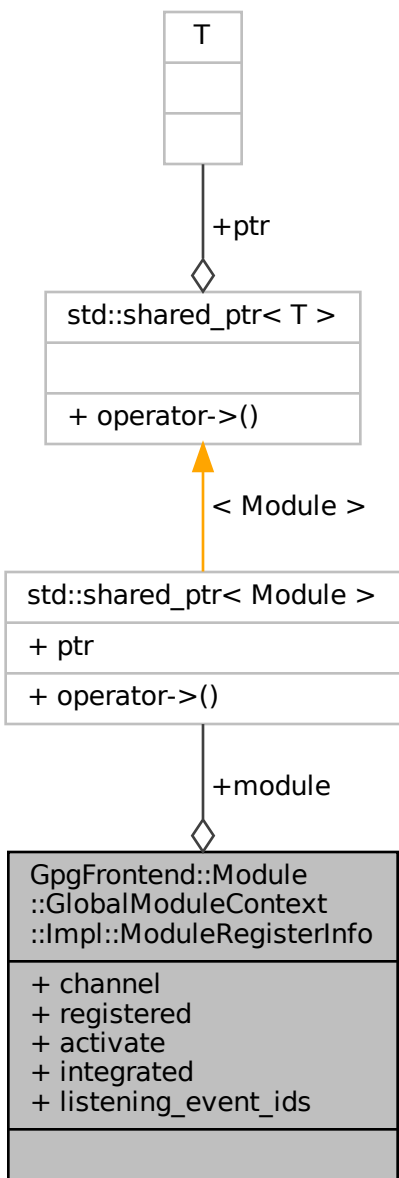 T
+ptr
std::shared_ptr< T >
+ operator->()
< Module >
std::shared_ptr< Module >
+ ptr
+ operator->()
+module
GpgFrontend::Module
::GlobalModuleContext
::Impl::ModuleRegisterInfo
+ channel
+ registered
+ activate
+ integrated
+ listening_event_ids